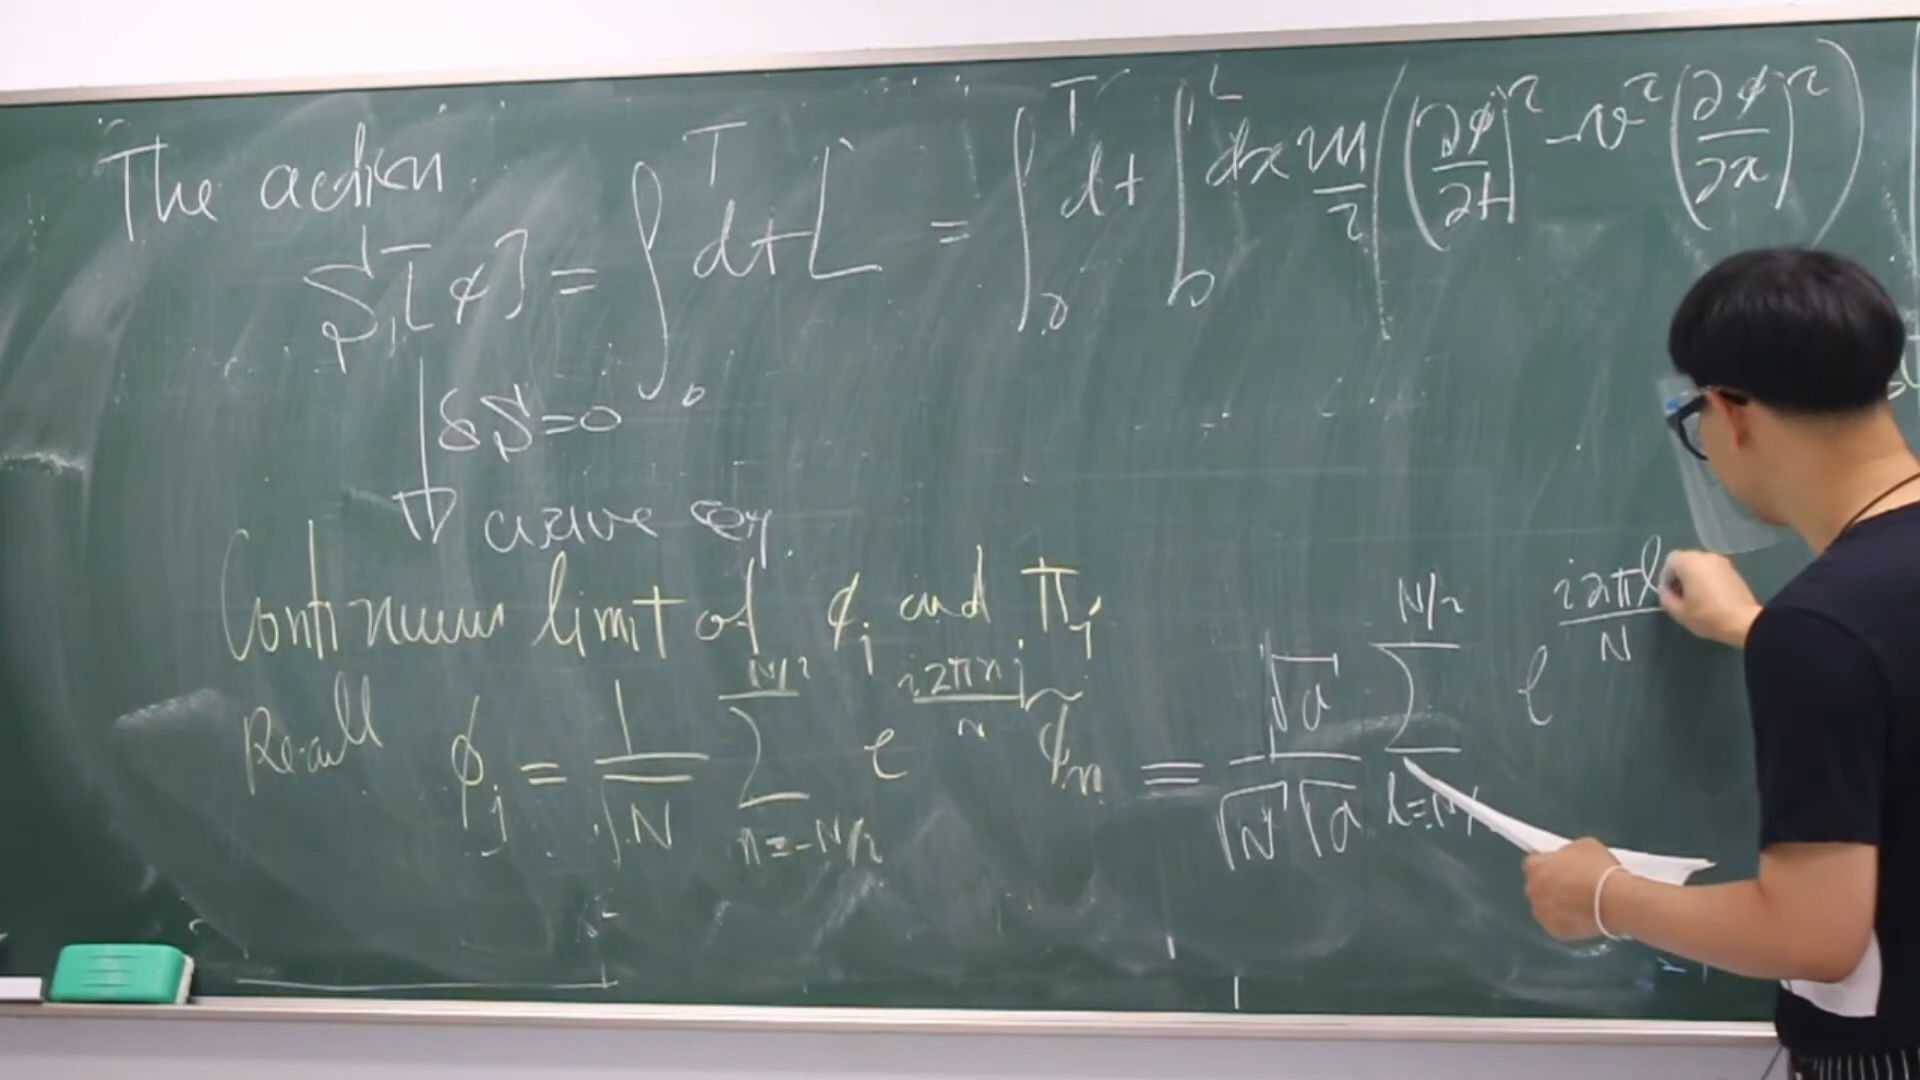 The action
S[ϕ] = ∫₀ᵀ dt L = ∫₀ᵀ dt ∫₀ᴸ dx m/2 ( (∂ϕ/∂t)² − v² (∂ϕ/∂x)² )
δS = 0
wave eq.
Continuum limit of ϕⱼ and πⱼ
Recall ϕⱼ = 1/√N ∑_{n=-N/2}^{N/2} e^{i2πnj/N} ϕ̃ₙ = √a/(√N √a) ∑^{N/2} e^{i2πl/N}